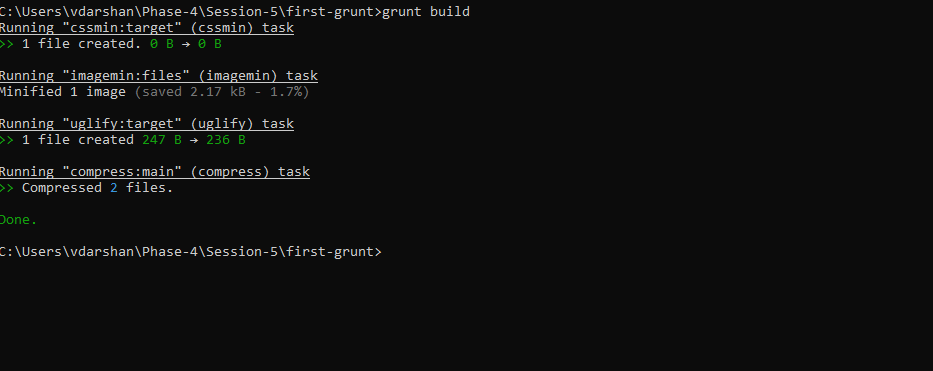 C:\Users\vdarshan\Phase-4\Session-5\first-grunt>grunt build
Running "cssmin:target" (cssmin) task
>> 1 file created. 0 B → 0 B
Running "imagemin:files" (imagemin) task
Minified 1 image (saved 2.17 kB - 1.7%)
Running "uglify:target" (uglify) task
>> 1 file created 247 B → 236 B
Running "compress:main" (compress) task
>> Compressed 2 files.
Done.
C:\Users\vdarshan\Phase-4\Session-5\first-grunt>